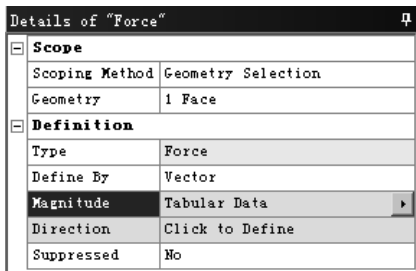 Details of "Force"
Scope
Scoping Method Geometry Selection
Geometry 1 Face
Definition
Type Force
Define By Vector
Magnitude Tabular Data
Direction Click to Define
Suppressed No